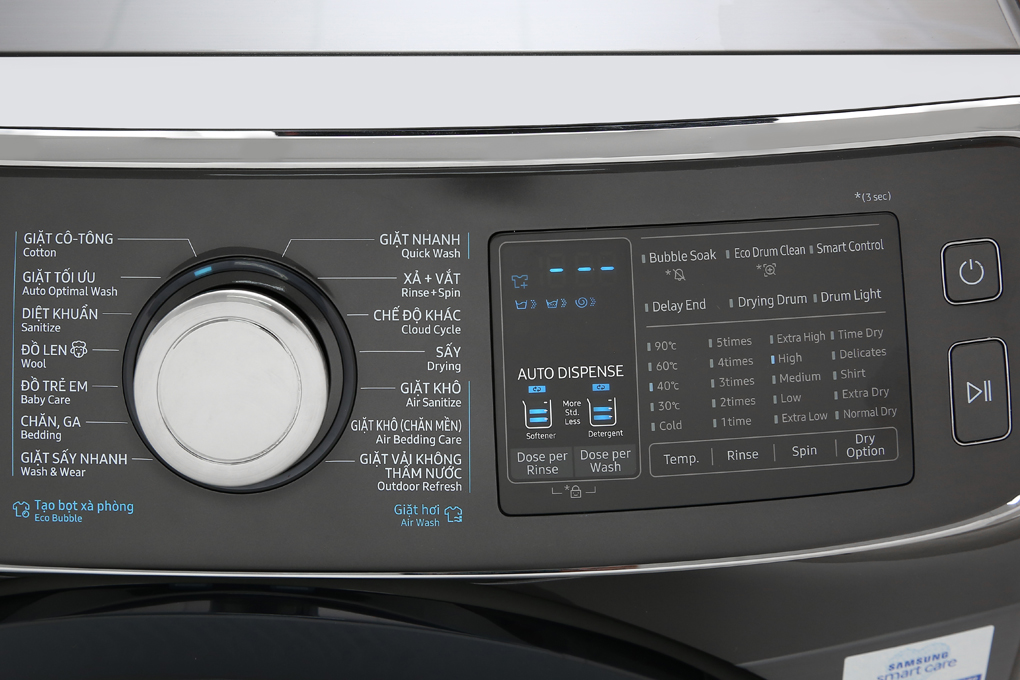 *(3 sec)
GIẶT CÔ-TÔNG
Cotton
GIẶT TỐI ƯU
Auto Optimal Wash
DIỆT KHUẨN
Sanitize
ĐỒ LEN
Wool
ĐỒ TRẺ EM
Baby Care
CHĂN, GA
Bedding
GIẶT SẤY NHANH
Wash & Wear
Tạo bọt xà phòng
Eco Bubble
GIẶT NHANH
Quick Wash
XẢ + VẮT
Rinse+Spin
CHẾ ĐỘ KHÁC
Cloud Cycle
SẤY
Drying
GIẶT KHÔ
Air Sanitize
GIẶT KHÔ (CHĂN MỀN)
Air Bedding Care
GIẶT VẢI KHÔNG
THẤM NƯỚC
Outdoor Refresh
Giặt hơi
Air Wash
AUTO DISPENSE
More
Std.
Less
Softener
Detergent
Dose per
Rinse
Dose per
Wash
*
Bubble Soak Eco Drum Clean Smart Control
* *
Delay End Drying Drum Drum Light
90℃ 5times Extra High Time Dry
60℃ 4times High Delicates
40℃ 3times Medium Shirt
30℃ 2times Low Extra Dry
Cold 1time Extra Low Normal Dry
Temp. Rinse Spin Dry
Option
SAMSUNG
smart care